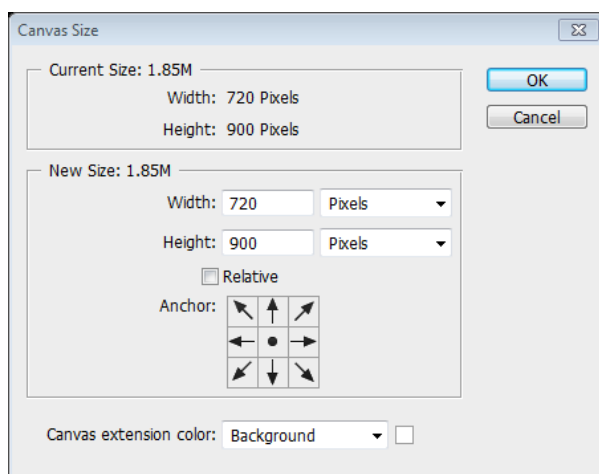 Canvas Size
Current Size: 1.85M
OK
Width: 720 Pixels
Cancel
Height: 900 Pixels
New Size: 1.85M
Width: 720 Pixels
Height: 900 Pixels
Relative
Anchor:
Canvas extension color: Background